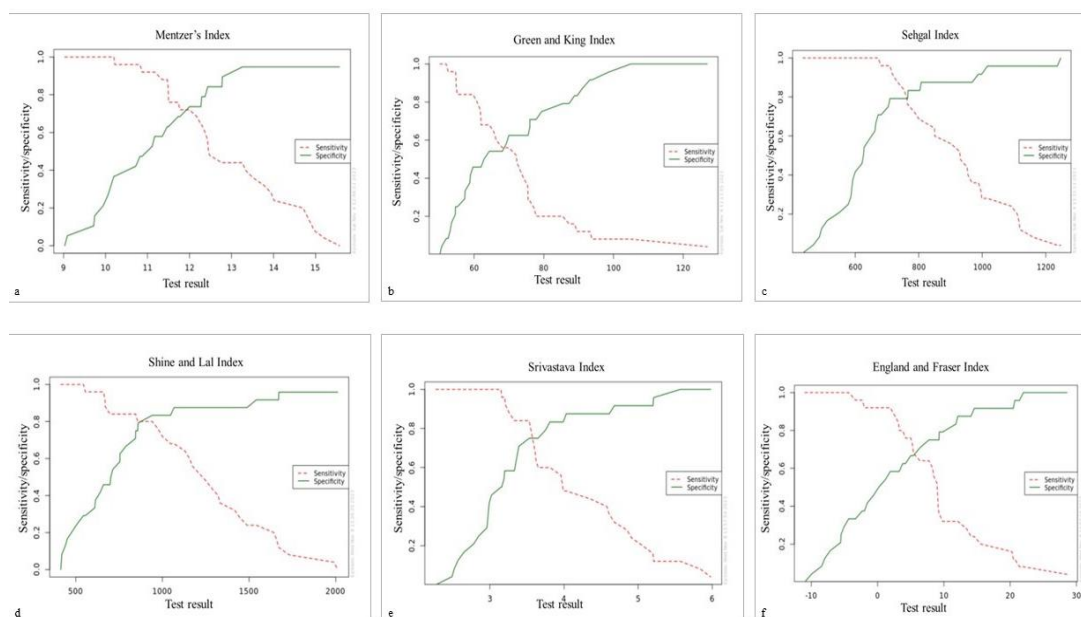 Mentzer's Index
Sensitivity/specificity
1.0
0.8
0.6
0.4
0.2
0.0
Sensitivity
Specificity
9 10 11 12 13 14 15
Test result
a
Green and King Index
Sensitivity/specificity
1.0
0.8
0.6
0.4
0.2
Sensitivity
Specificity
60 80 100 120
Test result
b
Sehgal Index
Sensitivity/specificity
1.0
0.8
0.6
0.4
0.2
Sensitivity
Specificity
600 800 1000 1200
Test result
c
Shine and Lal Index
Sensitivity/specificity
1.0
0.8
0.6
0.4
0.2
0.0
Sensitivity
Specificity
500 1000 1500 2000
Test result
d
Srivastava Index
Sensitivity/specificity
1.0
0.8
0.6
0.4
0.2
Sensitivity
Specificity
3 4 5 6
Test result
e
England and Fraser Index
Sensitivity/specificity
1.0
0.8
0.6
0.4
0.2
Sensitivity
Specificity
-10 0 10 20 30
Test result
f